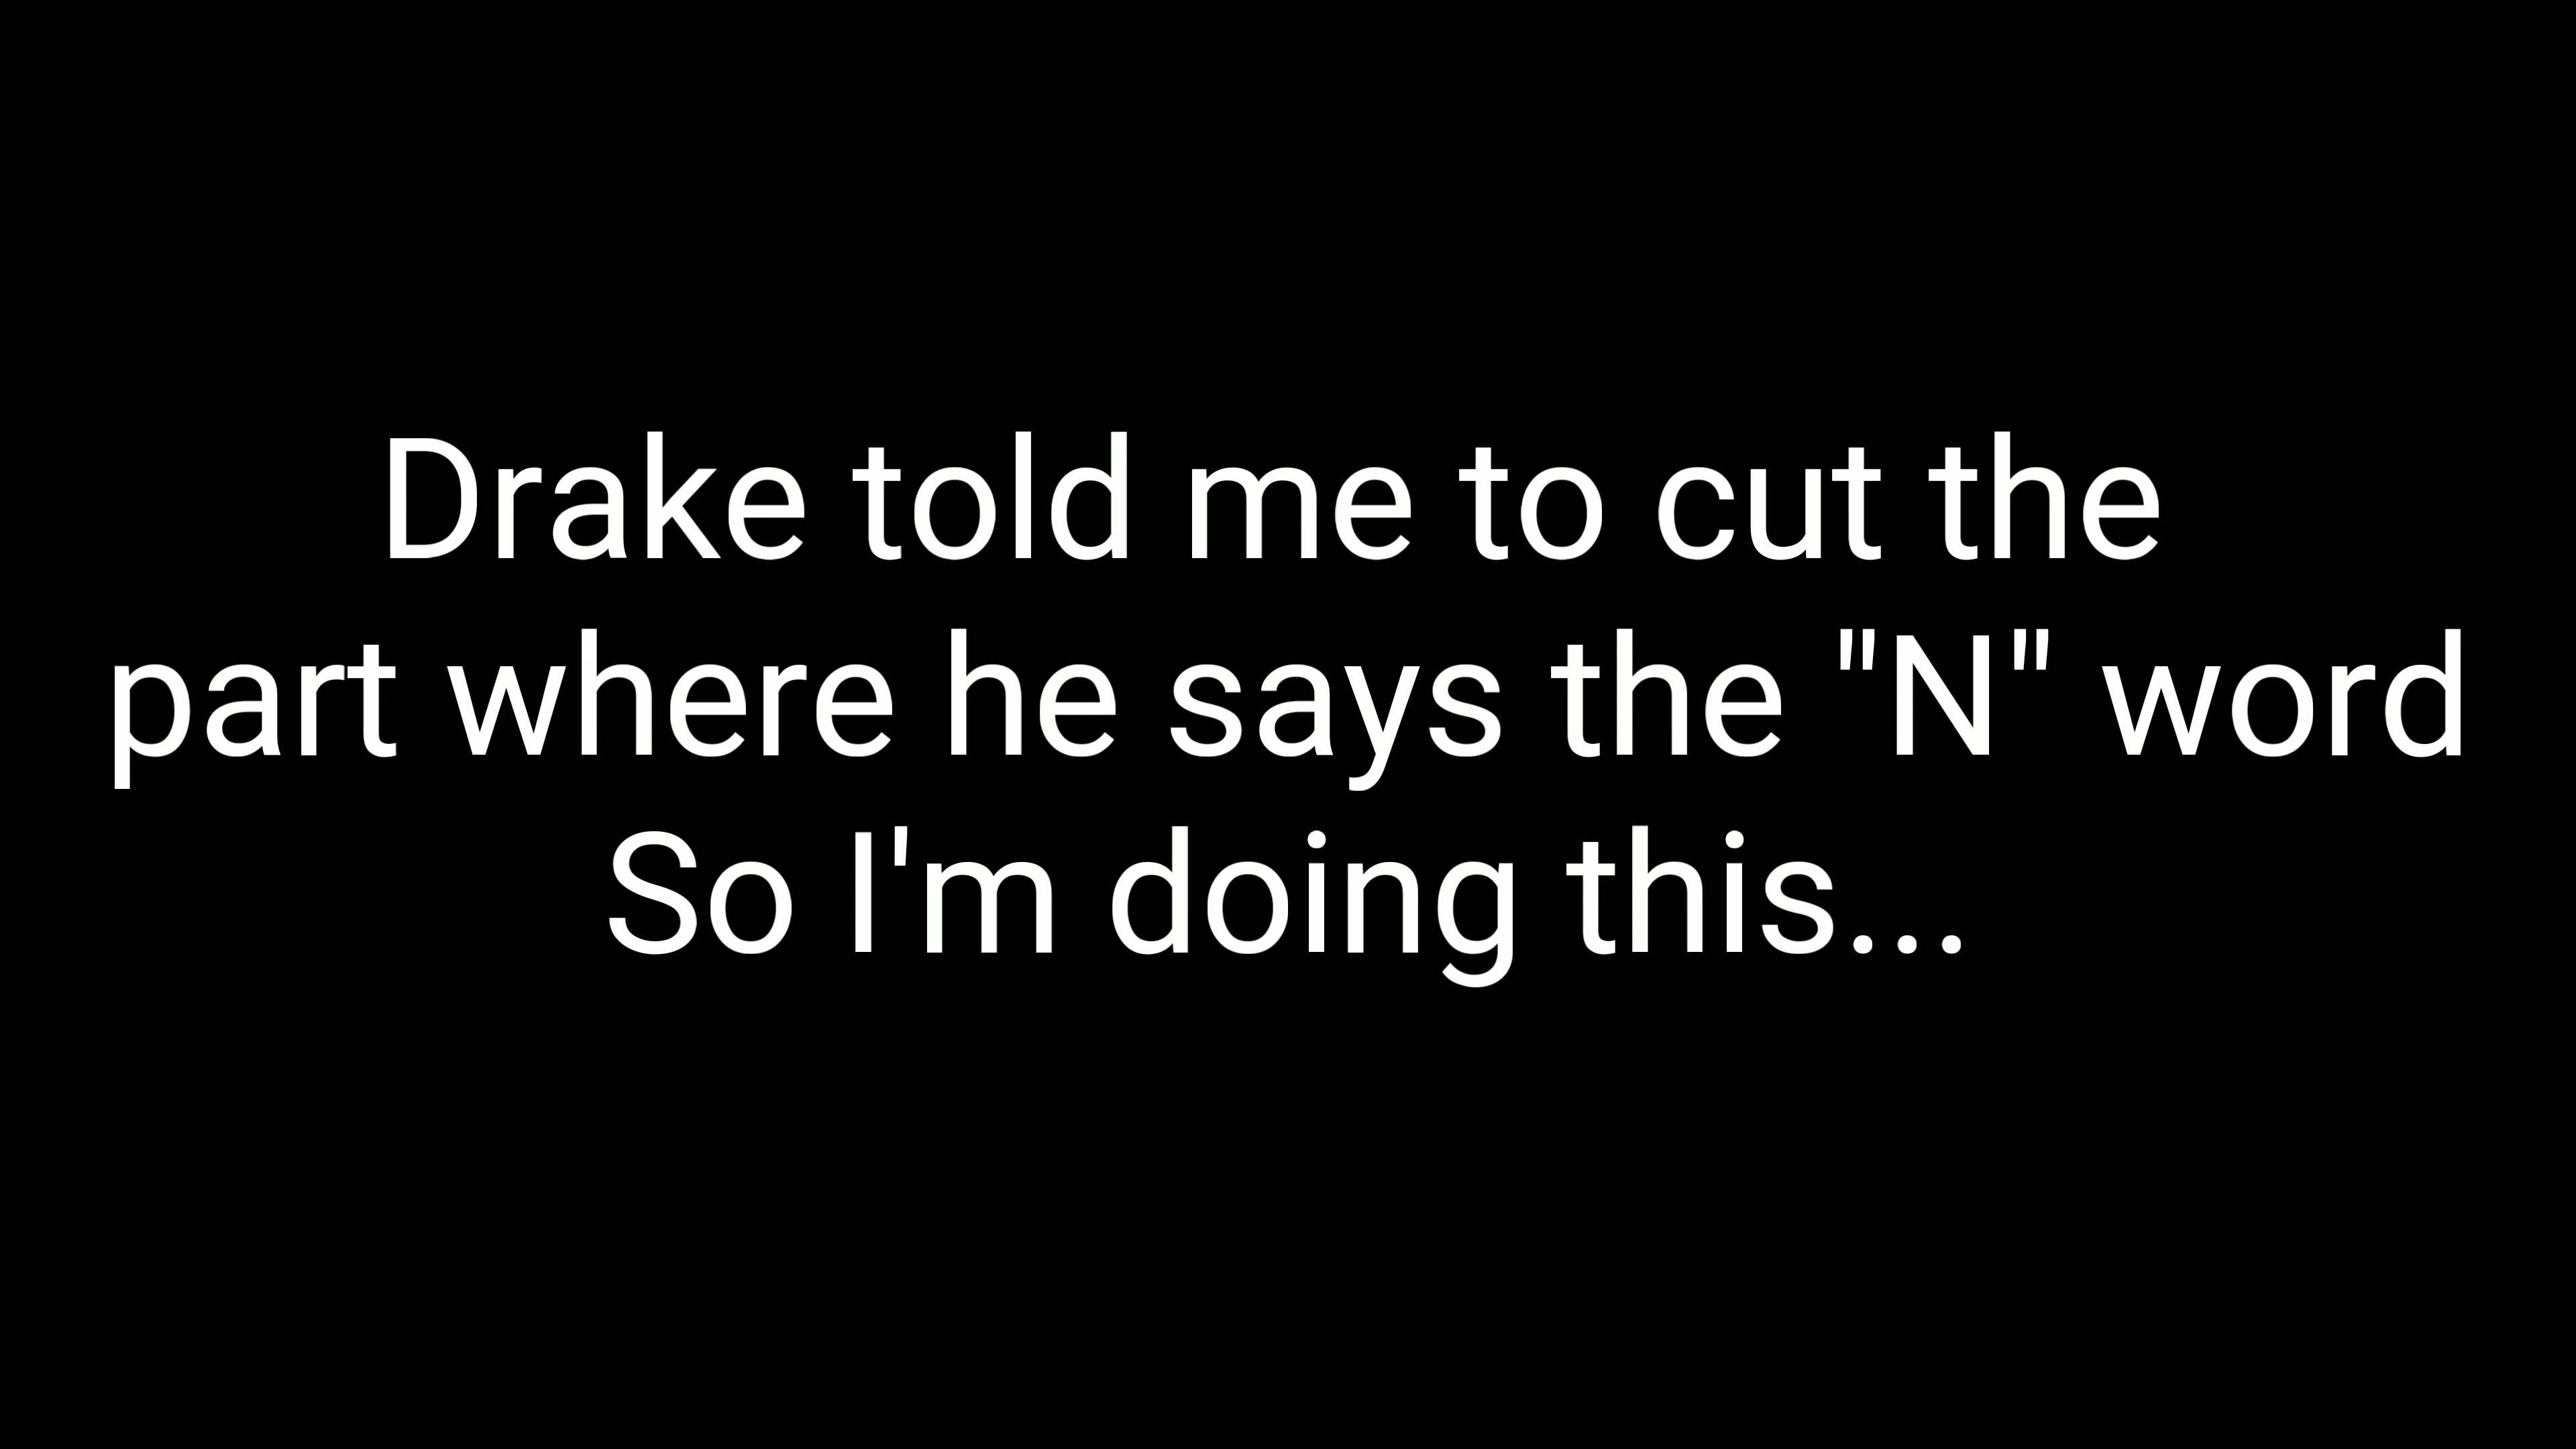 Drake told me to cut the
part where he says the "N" word
So I'm doing this...